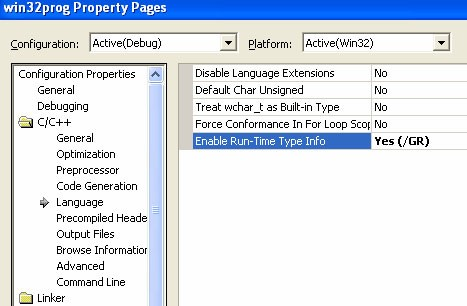 win32prog Property Pages
Configuration: Active(Debug) Platform: Active(Win32)
Configuration Properties
General
Debugging
C/C++
General
Optimization
Preprocessor
Code Generation
Language
Precompiled Heade
Output Files
Browse Information
Advanced
Command Line
Linker
Disable Language Extensions No
Default Char Unsigned No
Treat wchar_t as Built-in Type No
Force Conformance In For Loop Scop No
Enable Run-Time Type Info Yes (/GR)